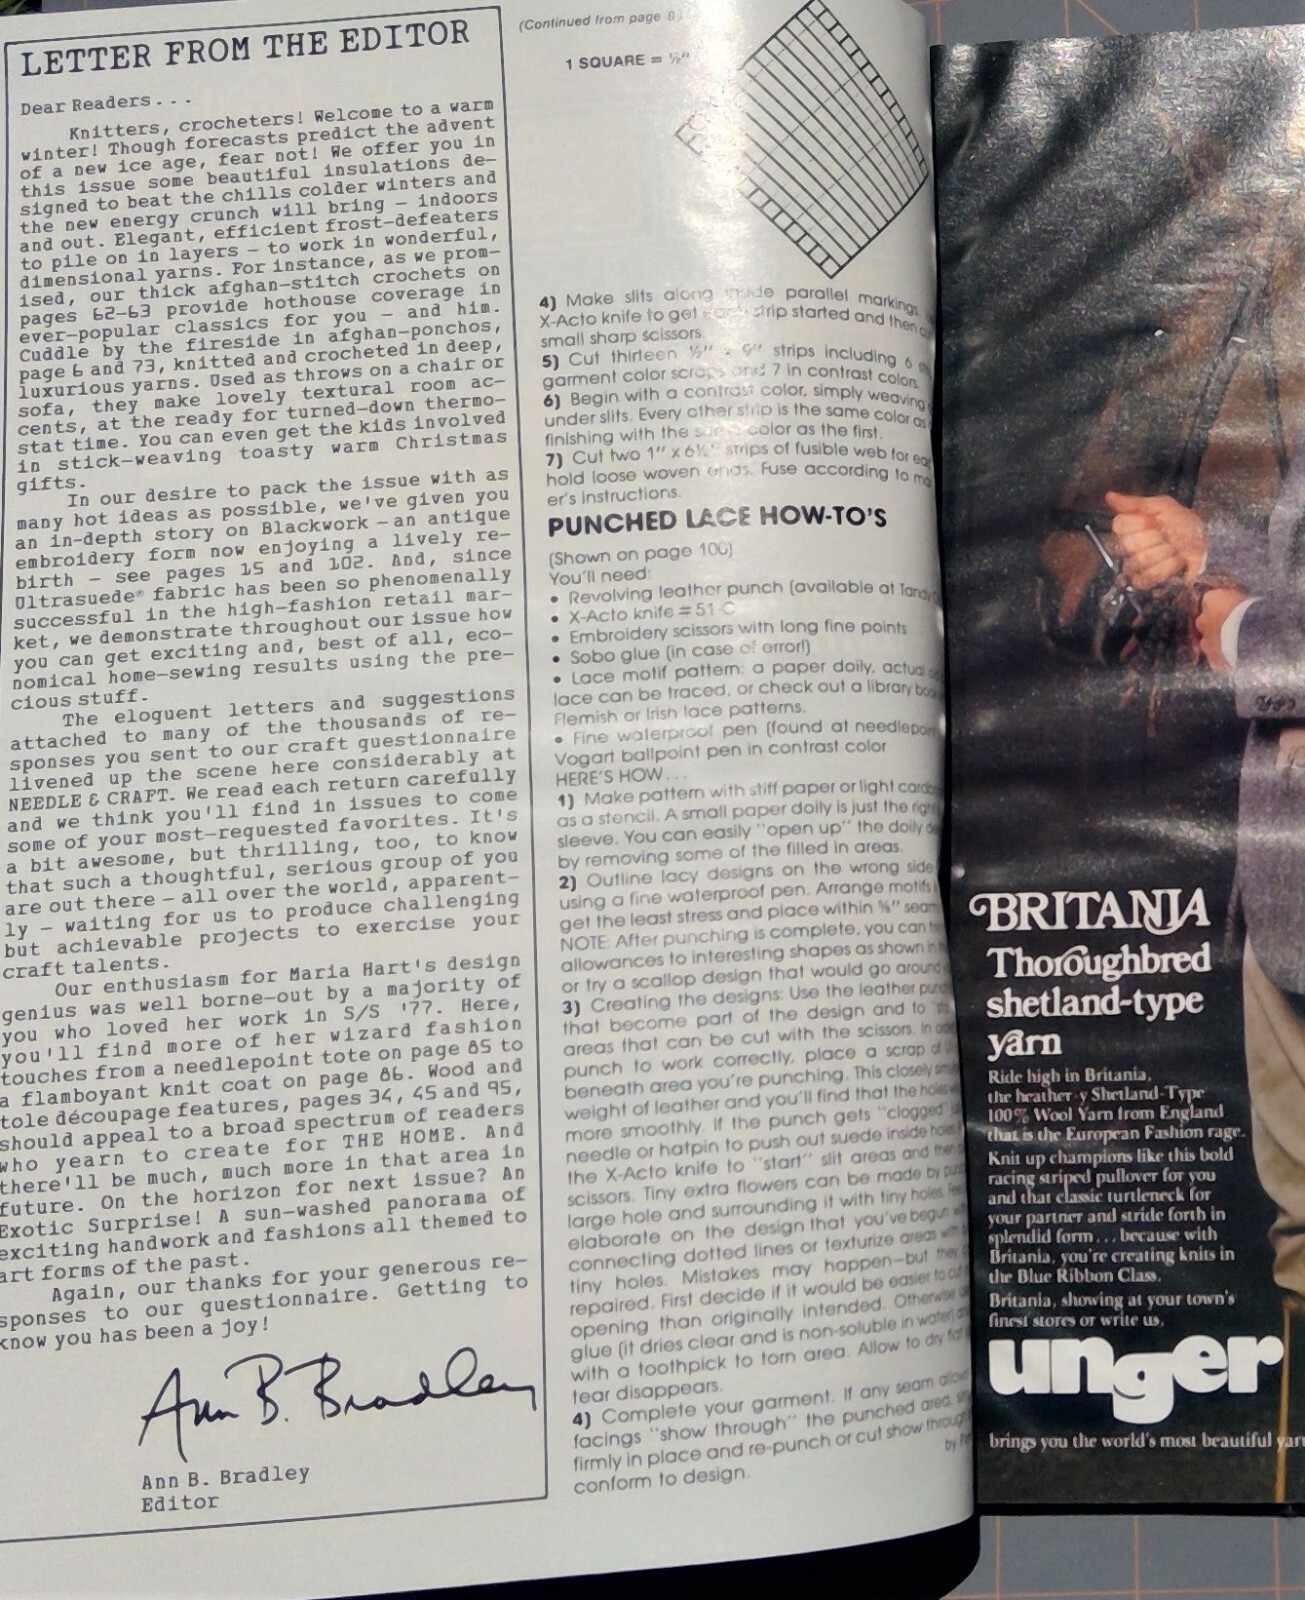 LETTER FROM THE EDITOR
Dear Readers...
Knitters, crocheters! Welcome to a warm
winter! Though forecasts predict the advent
of a new ice age, fear not! We offer you in
this issue some beautiful insulations de-
signed to beat the chills colder winters and
the new energy crunch will bring – indoors
and out. Elegant, efficient frost-defeaters
to pile on in layers – to work in wonderful,
dimensional yarns. For instance, as we prom-
ised, our thick afghan-stitch crochets on
pages 62-63 provide hothouse coverage in
ever-popular classics for you – and him.
Cuddle by the fireside in afghan-ponchos,
page 6 and 73, knitted and crocheted in deep,
luxurious yarns. Used as throws on a chair or
sofa, they make lovely textural room ac-
cents, at the ready for turned-down thermo-
stat time. You can even get the kids involved
in stick-weaving toasty warm Christmas
gifts.
In our desire to pack the issue with as
many hot ideas as possible, we've given you
an in-depth story on Blackwork – an antique
embroidery form now enjoying a lively re-
birth – see pages 15 and 102. And, since
Ultrasuede® fabric has been so phenomenally
successful in the high-fashion retail mar-
ket, we demonstrate throughout our issue how
you can get exciting and, best of all, eco-
nomical home-sewing results using the pre-
cious stuff.
The eloquent letters and suggestions
attached to many of the thousands of re-
sponses you sent to our craft questionnaire
livened up the scene here considerably at
NEEDLE & CRAFT. We read each return carefully
and we think you'll find in issues to come
some of your most-requested favorites. It's
a bit awesome, but thrilling, too, to know
that such a thoughtful, serious group of you
are out there – all over the world, apparent-
ly – waiting for us to produce challenging
but achievable projects to exercise your
craft talents.
Our enthusiasm for Maria Hart's design
genius was well borne-out by a majority of
you who loved her work in S/S '77. Here,
you'll find more of her wizard fashion
touches from a needlepoint tote on page 85 to
a flamboyant knit coat on page 86. Wood and
tole découpage features, pages 34, 45 and 95,
should appeal to a broad spectrum of readers
who yearn to create for THE HOME. And
there'll be much, much more in that area in
future. On the horizon for next issue? An
Exotic Surprise! A sun-washed panorama of
exciting handwork and fashions all themed to
art forms of the past.
Again, our thanks for your generous re-
sponses to our questionnaire. Getting to
know you has been a joy!
Ann B. Bradley
Ann B. Bradley
Editor
(Continued from page 8)
1 SQUARE = ½"
4) Make slits along inside parallel markings.
X-Acto knife to get strip started and then
small sharp scissors.
5) Cut thirteen ½" x 9" strips including 6
garment color scraps and 7 in contrast colors.
6) Begin with a contrast color, simply weaving
under slits. Every other strip is the same color as
finishing with the same color as the first.
7) Cut two 1" x 6½" strips of fusible web for
hold loose woven ends. Fuse according to
er's instructions.
PUNCHED LACE HOW-TO'S
(Shown on page 100)
You'll need:
• Revolving leather punch (available at Tandy
• X-Acto knife #51-C
• Embroidery scissors with long fine points
• Sobo glue (in case of error!)
• Lace motif pattern: a paper doily, actual
lace can be traced, or check out a library
Flemish or Irish lace patterns.
• Fine waterproof pen (found at needlepoint
Vogart ballpoint pen in contrast color
HERE'S HOW...
1) Make pattern with stiff paper or light
as a stencil. A small paper doily is just the
sleeve. You can easily "open up" the doily
by removing some of the filled in areas.
2) Outline lacy designs on the wrong side
using a fine waterproof pen. Arrange motifs
get the least stress and place within ⅝" seam
NOTE: After punching is complete, you can
allowances to interesting shapes as shown in
or try a scallop design that would go around
3) Creating the designs: Use the leather
that become part of the design and to
areas that can be cut with the scissors. In
punch to work correctly, place a scrap of
beneath area you're punching. This closely
weight of leather and you'll find that the holes
more smoothly. If the punch gets "clogged"
needle or hatpin to push out suede inside
the X-Acto knife to "start" slit areas and then
scissors. Tiny extra flowers can be made by
large hole and surrounding it with tiny holes.
elaborate on the design that you've begun
connecting dotted lines or texturize areas with
tiny holes. Mistakes may happen–but they
repaired. First decide if it would be easier to
opening than originally intended. Otherwise
glue (it dries clear and is non-soluble in water)
with a toothpick to torn area. Allow to dry
tear disappears.
4) Complete your garment. If any seam
facings "show through" the punched area,
firmly in place and re-punch or cut show through
conform to design.
by
BRITANIA
Thoroughbred
shetland-type
yarn
Ride high in Britania,
the heather-y Shetland-Type
100% Wool Yarn from England
that is the European Fashion rage.
Knit up champions like this bold
racing striped pullover for you
and that classic turtleneck for
your partner and stride forth in
splendid form...because with
Britania, you're creating knits in
the Blue Ribbon Class.
Britania, showing at your town's
finest stores or write us,
unger
brings you the world's most beautiful